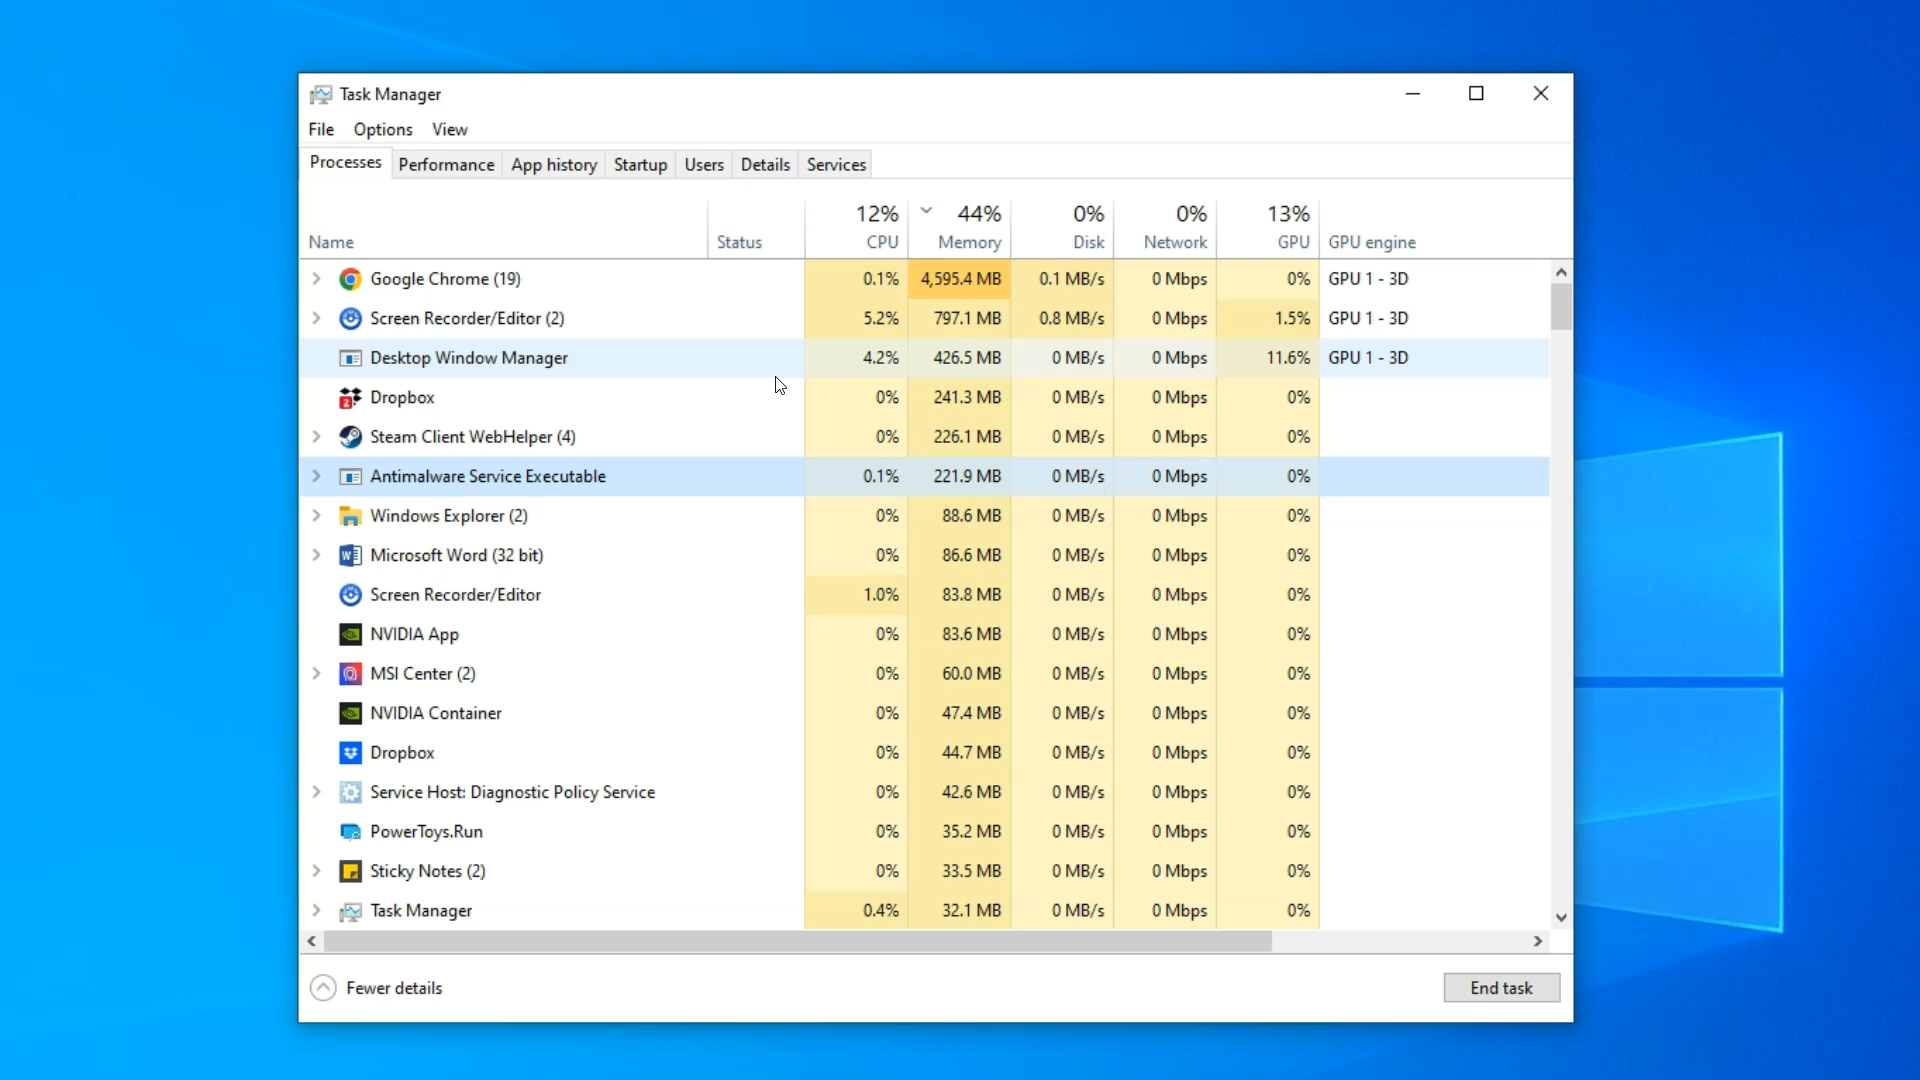 Task Manager
File Options View
Processes Performance App history Startup Users Details Services
12% 44% 0% 0% 13%
Name Status CPU Memory Disk Network GPU GPU engine
Google Chrome (19) 0.1% 4,595.4 MB 0.1 MB/s 0 Mbps 0% GPU 1 - 3D
Screen Recorder/Editor (2) 5.2% 797.1 MB 0.8 MB/s 0 Mbps 1.5% GPU 1 - 3D
Desktop Window Manager 4.2% 426.5 MB 0 MB/s 0 Mbps 11.6% GPU 1 - 3D
2 Dropbox 0% 241.3 MB 0 MB/s 0 Mbps 0%
Steam Client WebHelper (4) 0% 226.1 MB 0 MB/s 0 Mbps 0%
Antimalware Service Executable 0.1% 221.9 MB 0 MB/s 0 Mbps 0%
Windows Explorer (2) 0% 88.6 MB 0 MB/s 0 Mbps 0%
W Microsoft Word (32 bit) 0% 86.6 MB 0 MB/s 0 Mbps 0%
Screen Recorder/Editor 1.0% 83.8 MB 0 MB/s 0 Mbps 0%
NVIDIA App 0% 83.6 MB 0 MB/s 0 Mbps 0%
MSI Center (2) 0% 60.0 MB 0 MB/s 0 Mbps 0%
NVIDIA Container 0% 47.4 MB 0 MB/s 0 Mbps 0%
Dropbox 0% 44.7 MB 0 MB/s 0 Mbps 0%
Service Host: Diagnostic Policy Service 0% 42.6 MB 0 MB/s 0 Mbps 0%
PowerToys.Run 0% 35.2 MB 0 MB/s 0 Mbps 0%
Sticky Notes (2) 0% 33.5 MB 0 MB/s 0 Mbps 0%
Task Manager 0.4% 32.1 MB 0 MB/s 0 Mbps 0%
Fewer details End task